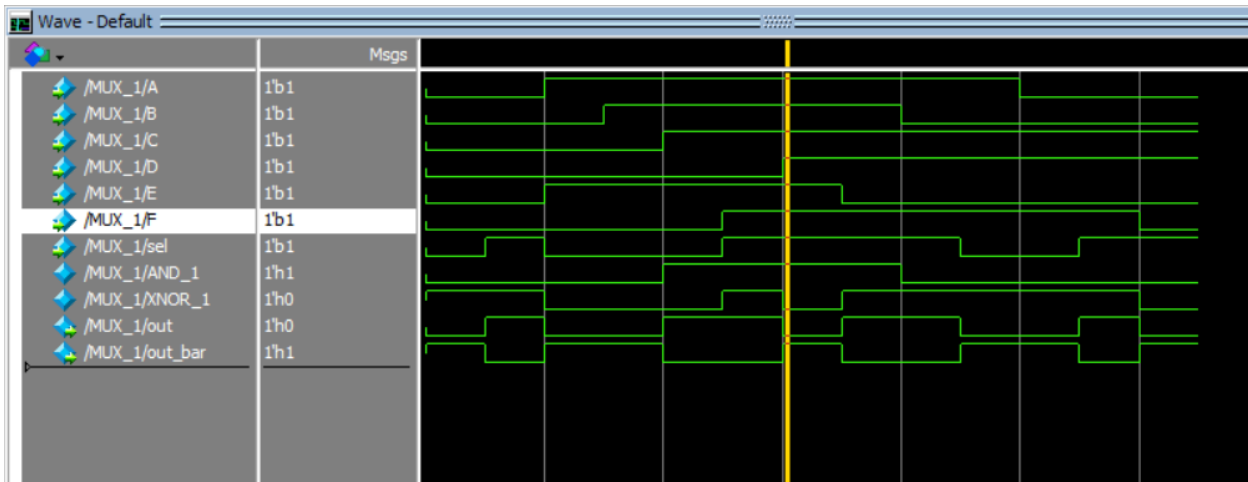 Wave - Default
Msgs
/MUX_1/A 1'b1
/MUX_1/B 1'b1
/MUX_1/C 1'b1
/MUX_1/D 1'b1
/MUX_1/E 1'b1
/MUX_1/F 1'b1
/MUX_1/sel 1'b1
/MUX_1/AND_1 1'h1
/MUX_1/XNOR_1 1'h0
/MUX_1/out 1'h0
/MUX_1/out_bar 1'h1